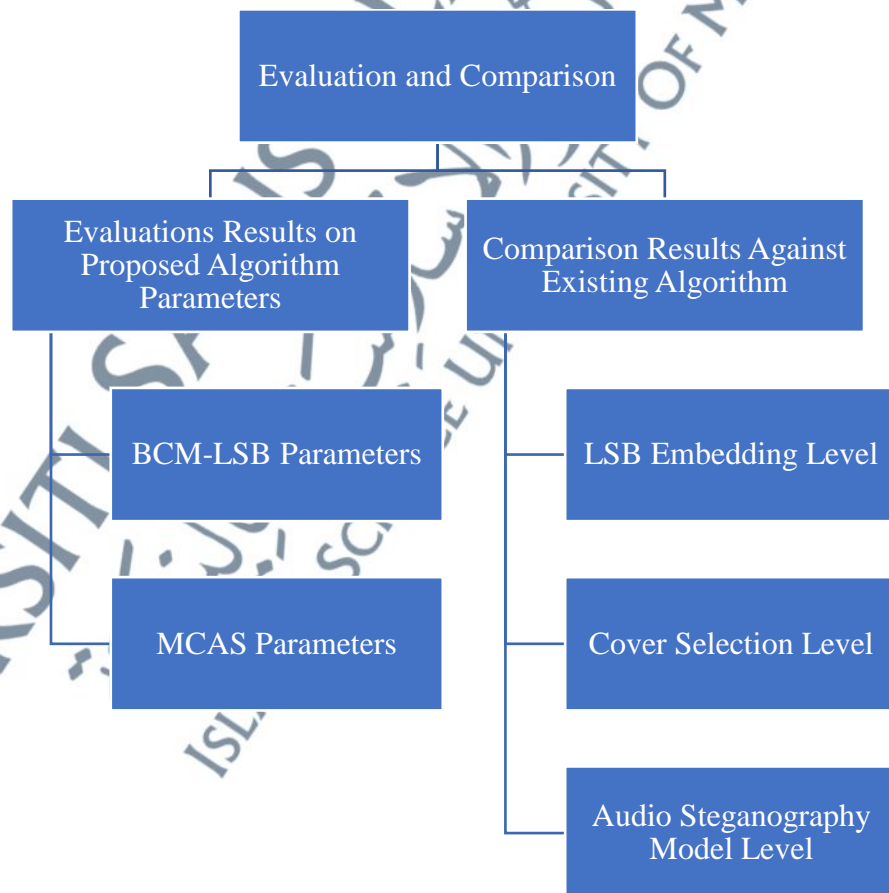 Evaluation and Comparison
Evaluations Results on
Proposed Algorithm
Parameters
Comparison Results Against
Existing Algorithm
BCM-LSB Parameters
LSB Embedding Level
MCAS Parameters
Cover Selection Level
Audio Steganography
Model Level